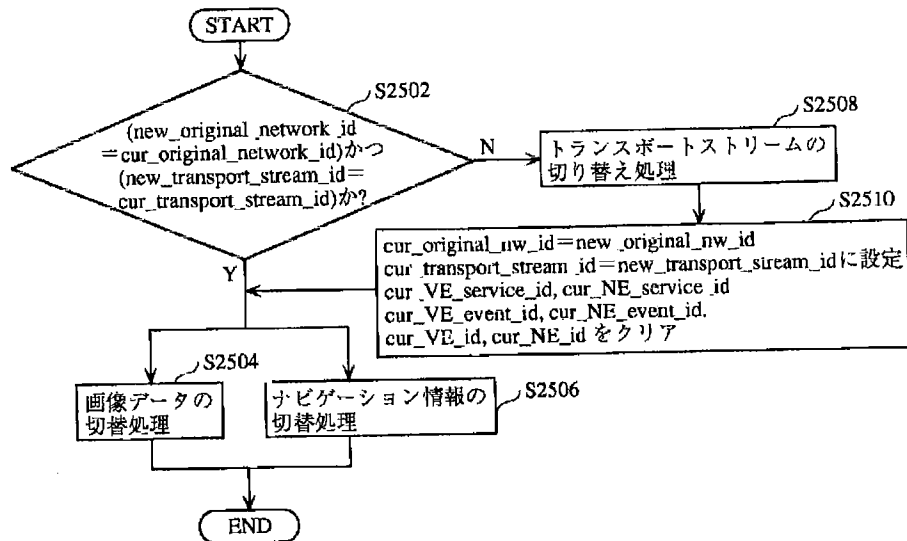 START
S2502
(new_original_network_id
=cur_original_network_id)かつ
(new_transport_stream_id=
cur_transport_stream_id)か?
N
Y
S2508
トランスポートストリームの
切り替え処理
S2510
cur_original_nw_id=new_original_nw_id
cur_transport_stream_id=new_transport_stream_idに設定
cur_VE_service_id, cur_NE_service_id
cur_VE_event_id, cur_NE_event_id.
cur_VE_id, cur_NE_id をクリア
S2504
画像データの
切替処理
ナビゲーション情報の
切替処理
S2506
END